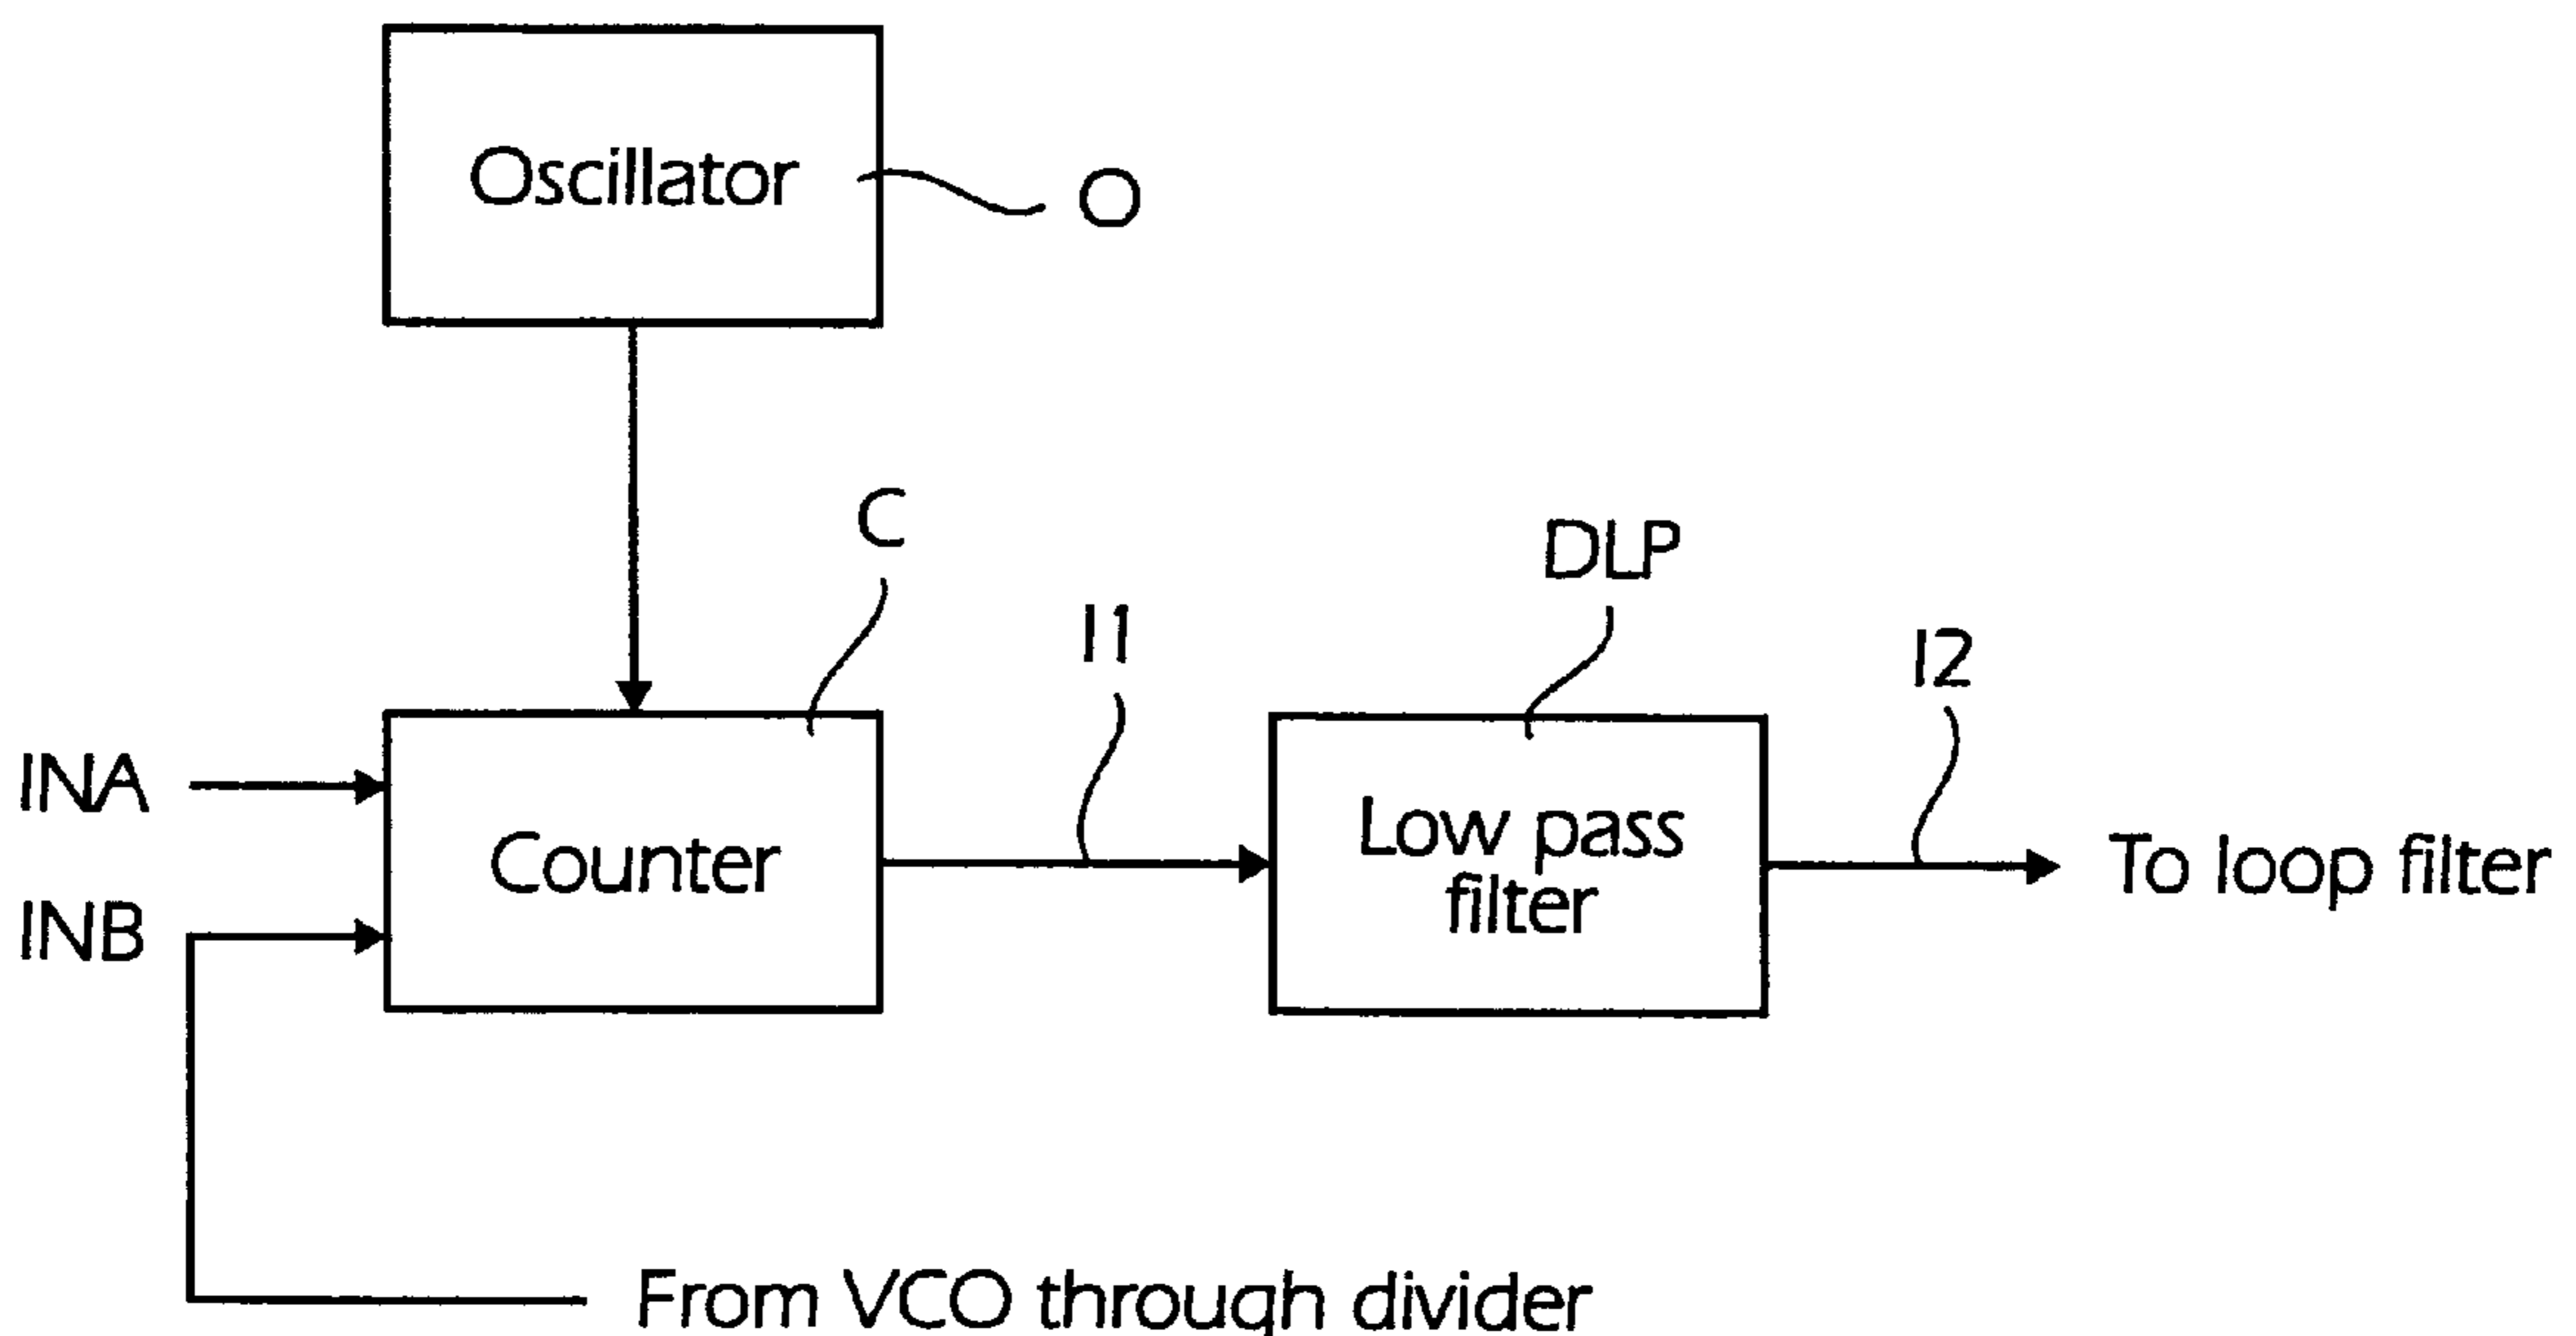 Oscillator
O
C
DLP
I1
I2
INA
INB
Counter
Low pass
filter
To loop filter
From VCO through divider